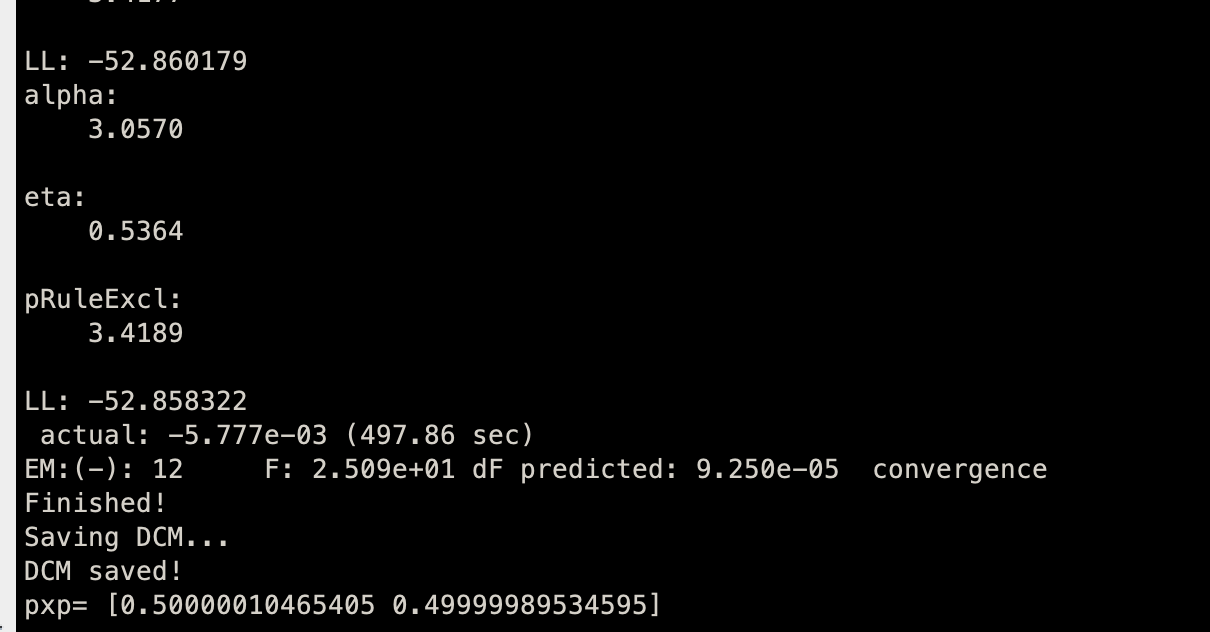 LL: -52.860179
alpha:
3.0570
eta:
0.5364
pRuleExcl:
3.4189
LL: -52.858322
actual: -5.777e-03 (497.86 sec)
EM:(-): 12 F: 2.509e+01 dF predicted: 9.250e-05 convergence
Finished!
Saving DCM...
DCM saved!
pxp= [0.50000010465405 0.49999989534595]